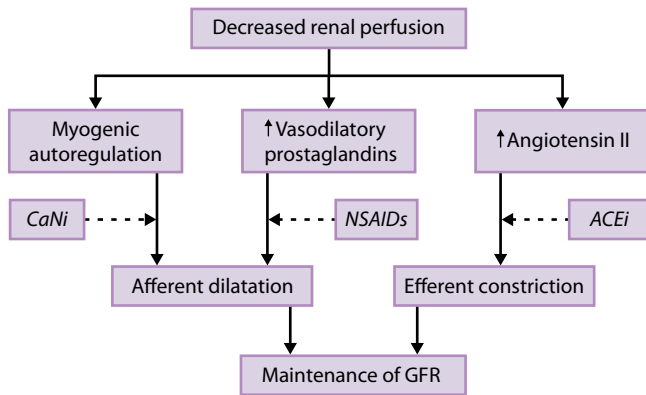 Decreased renal perfusion
Myogenic
autoregulation
↑Vasodilatory
prostaglandins
↑Angiotensin II
CaNi
NSAIDs
ACEi
Afferent dilatation
Efferent constriction
Maintenance of GFR